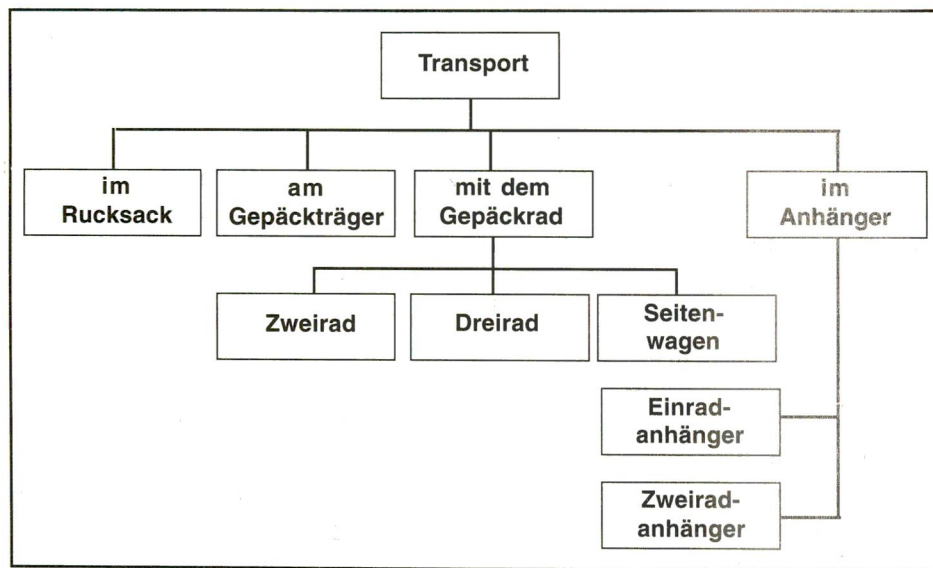 Transport
im
Rucksack
am
Gepäckträger
mit dem
Gepäckrad
im
Anhänger
Zweirad
Dreirad
Seiten-
wagen
Einrad-
anhänger
Zweirad-
anhänger